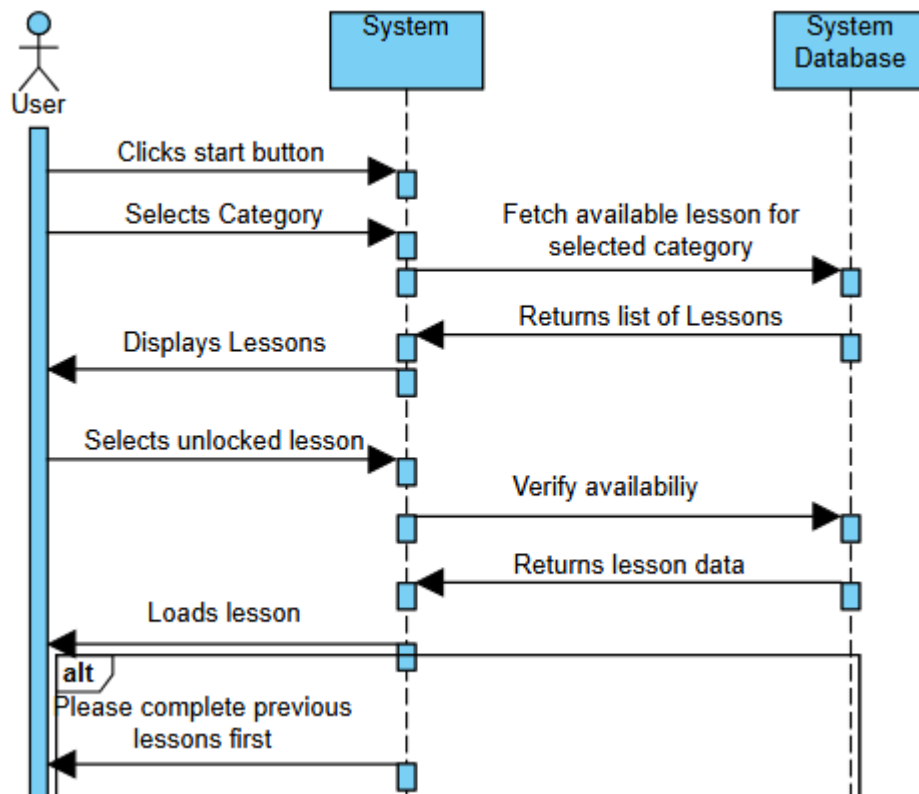 System
System
Database
User
Clicks start button
Selects Category
Fetch available lesson for
selected category
Returns list of Lessons
Displays Lessons
Selects unlocked lesson
Verify availabiliy
Returns lesson data
Loads lesson
alt
Please complete previous
lessons first